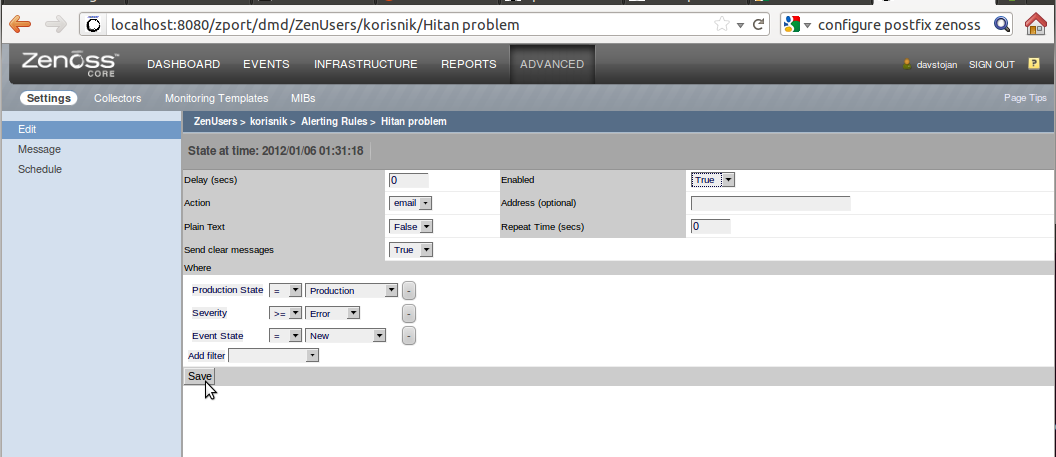 localhost:8080/zport/dmd/ZenUsers/korisnik/Hitan problem
configure postfix zenoss
Zenoss CORE
DASHBOARD EVENTS INFRASTRUCTURE REPORTS ADVANCED
davstojan SIGN OUT ?
Settings Collectors Monitoring Templates MIBs Page Tips
Edit
Message
Schedule
ZenUsers > korisnik > Alerting Rules > Hitan problem
State at time: 2012/01/06 01:31:18
Delay (secs) 0 Enabled True
Action email Address (optional)
Plain Text False Repeat Time (secs) 0
Send clear messages True
Where
Production State = Production -
Severity >= Error -
Event State = New -
Add filter
Save